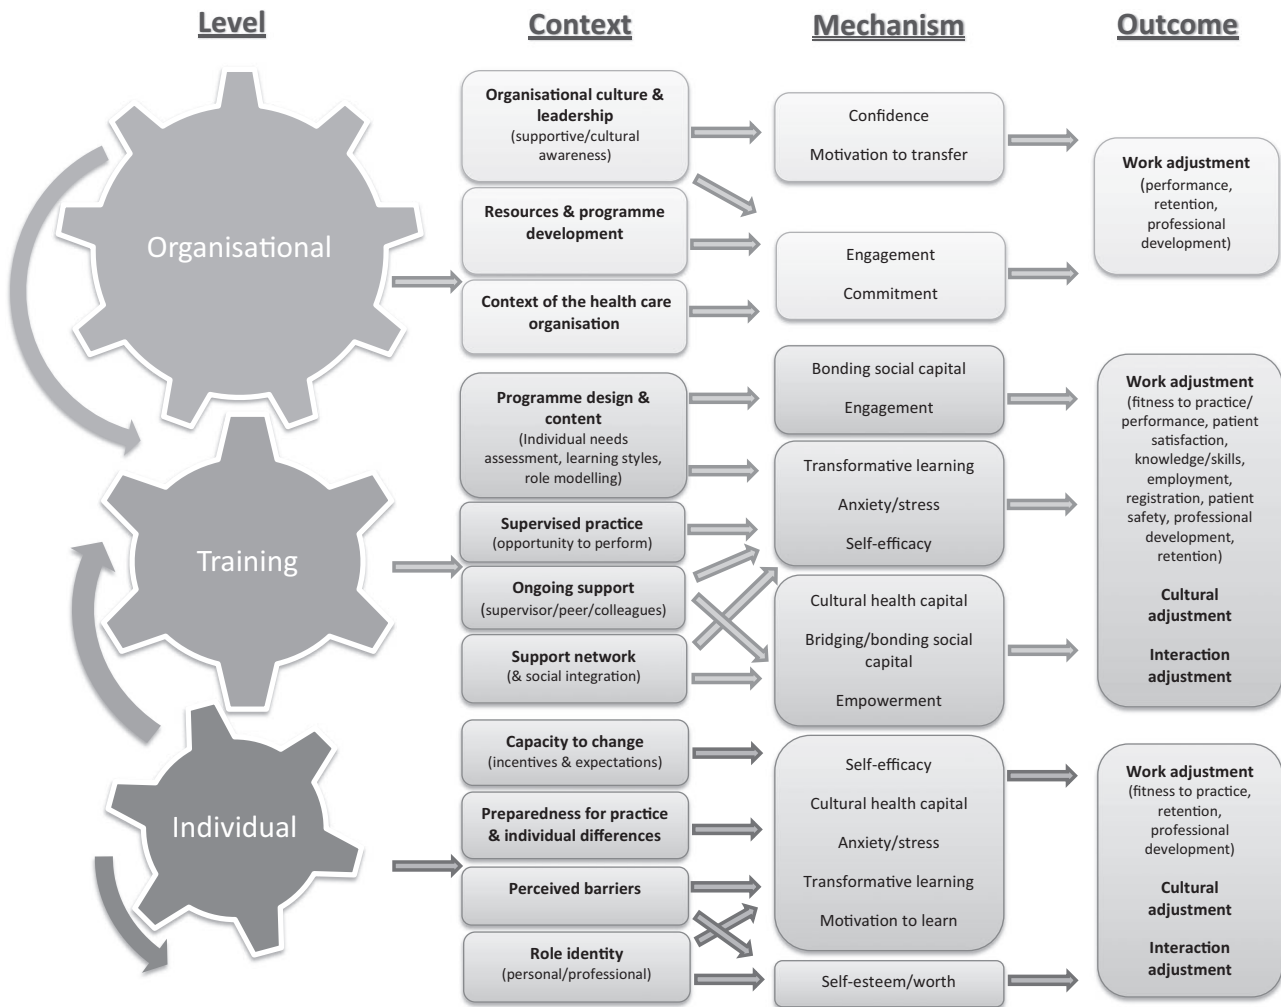 Level
Context
Mechanism
Outcome
Organisational
Organisational culture &
leadership
(supportive/cultural
awareness)
Resources & programme
development
Context of the health care
organisation
Confidence
Motivation to transfer
Engagement
Commitment
Work adjustment
(performance,
retention,
professional
development)
Training
Programme design &
content
(Individual needs
assessment, learning styles,
role modelling)
Supervised practice
(opportunity to perform)
Ongoing support
(supervisor/peer/colleagues)
Support network
(& social integration)
Bonding social capital
Engagement
Transformative learning
Anxiety/stress
Self-efficacy
Cultural health capital
Bridging/bonding social
capital
Empowerment
Work adjustment
(fitness to practice/
performance, patient
satisfaction,
knowledge/skills,
employment,
registration, patient
safety, professional
development,
retention)
Cultural
adjustment
Interaction
adjustment
Individual
Capacity to change
(incentives & expectations)
Preparedness for practice
& individual differences
Perceived barriers
Role identity
(personal/professional)
Self-efficacy
Cultural health capital
Anxiety/stress
Transformative learning
Motivation to learn
Self-esteem/worth
Work adjustment
(fitness to practice,
retention,
professional
development)
Cultural
adjustment
Interaction
adjustment